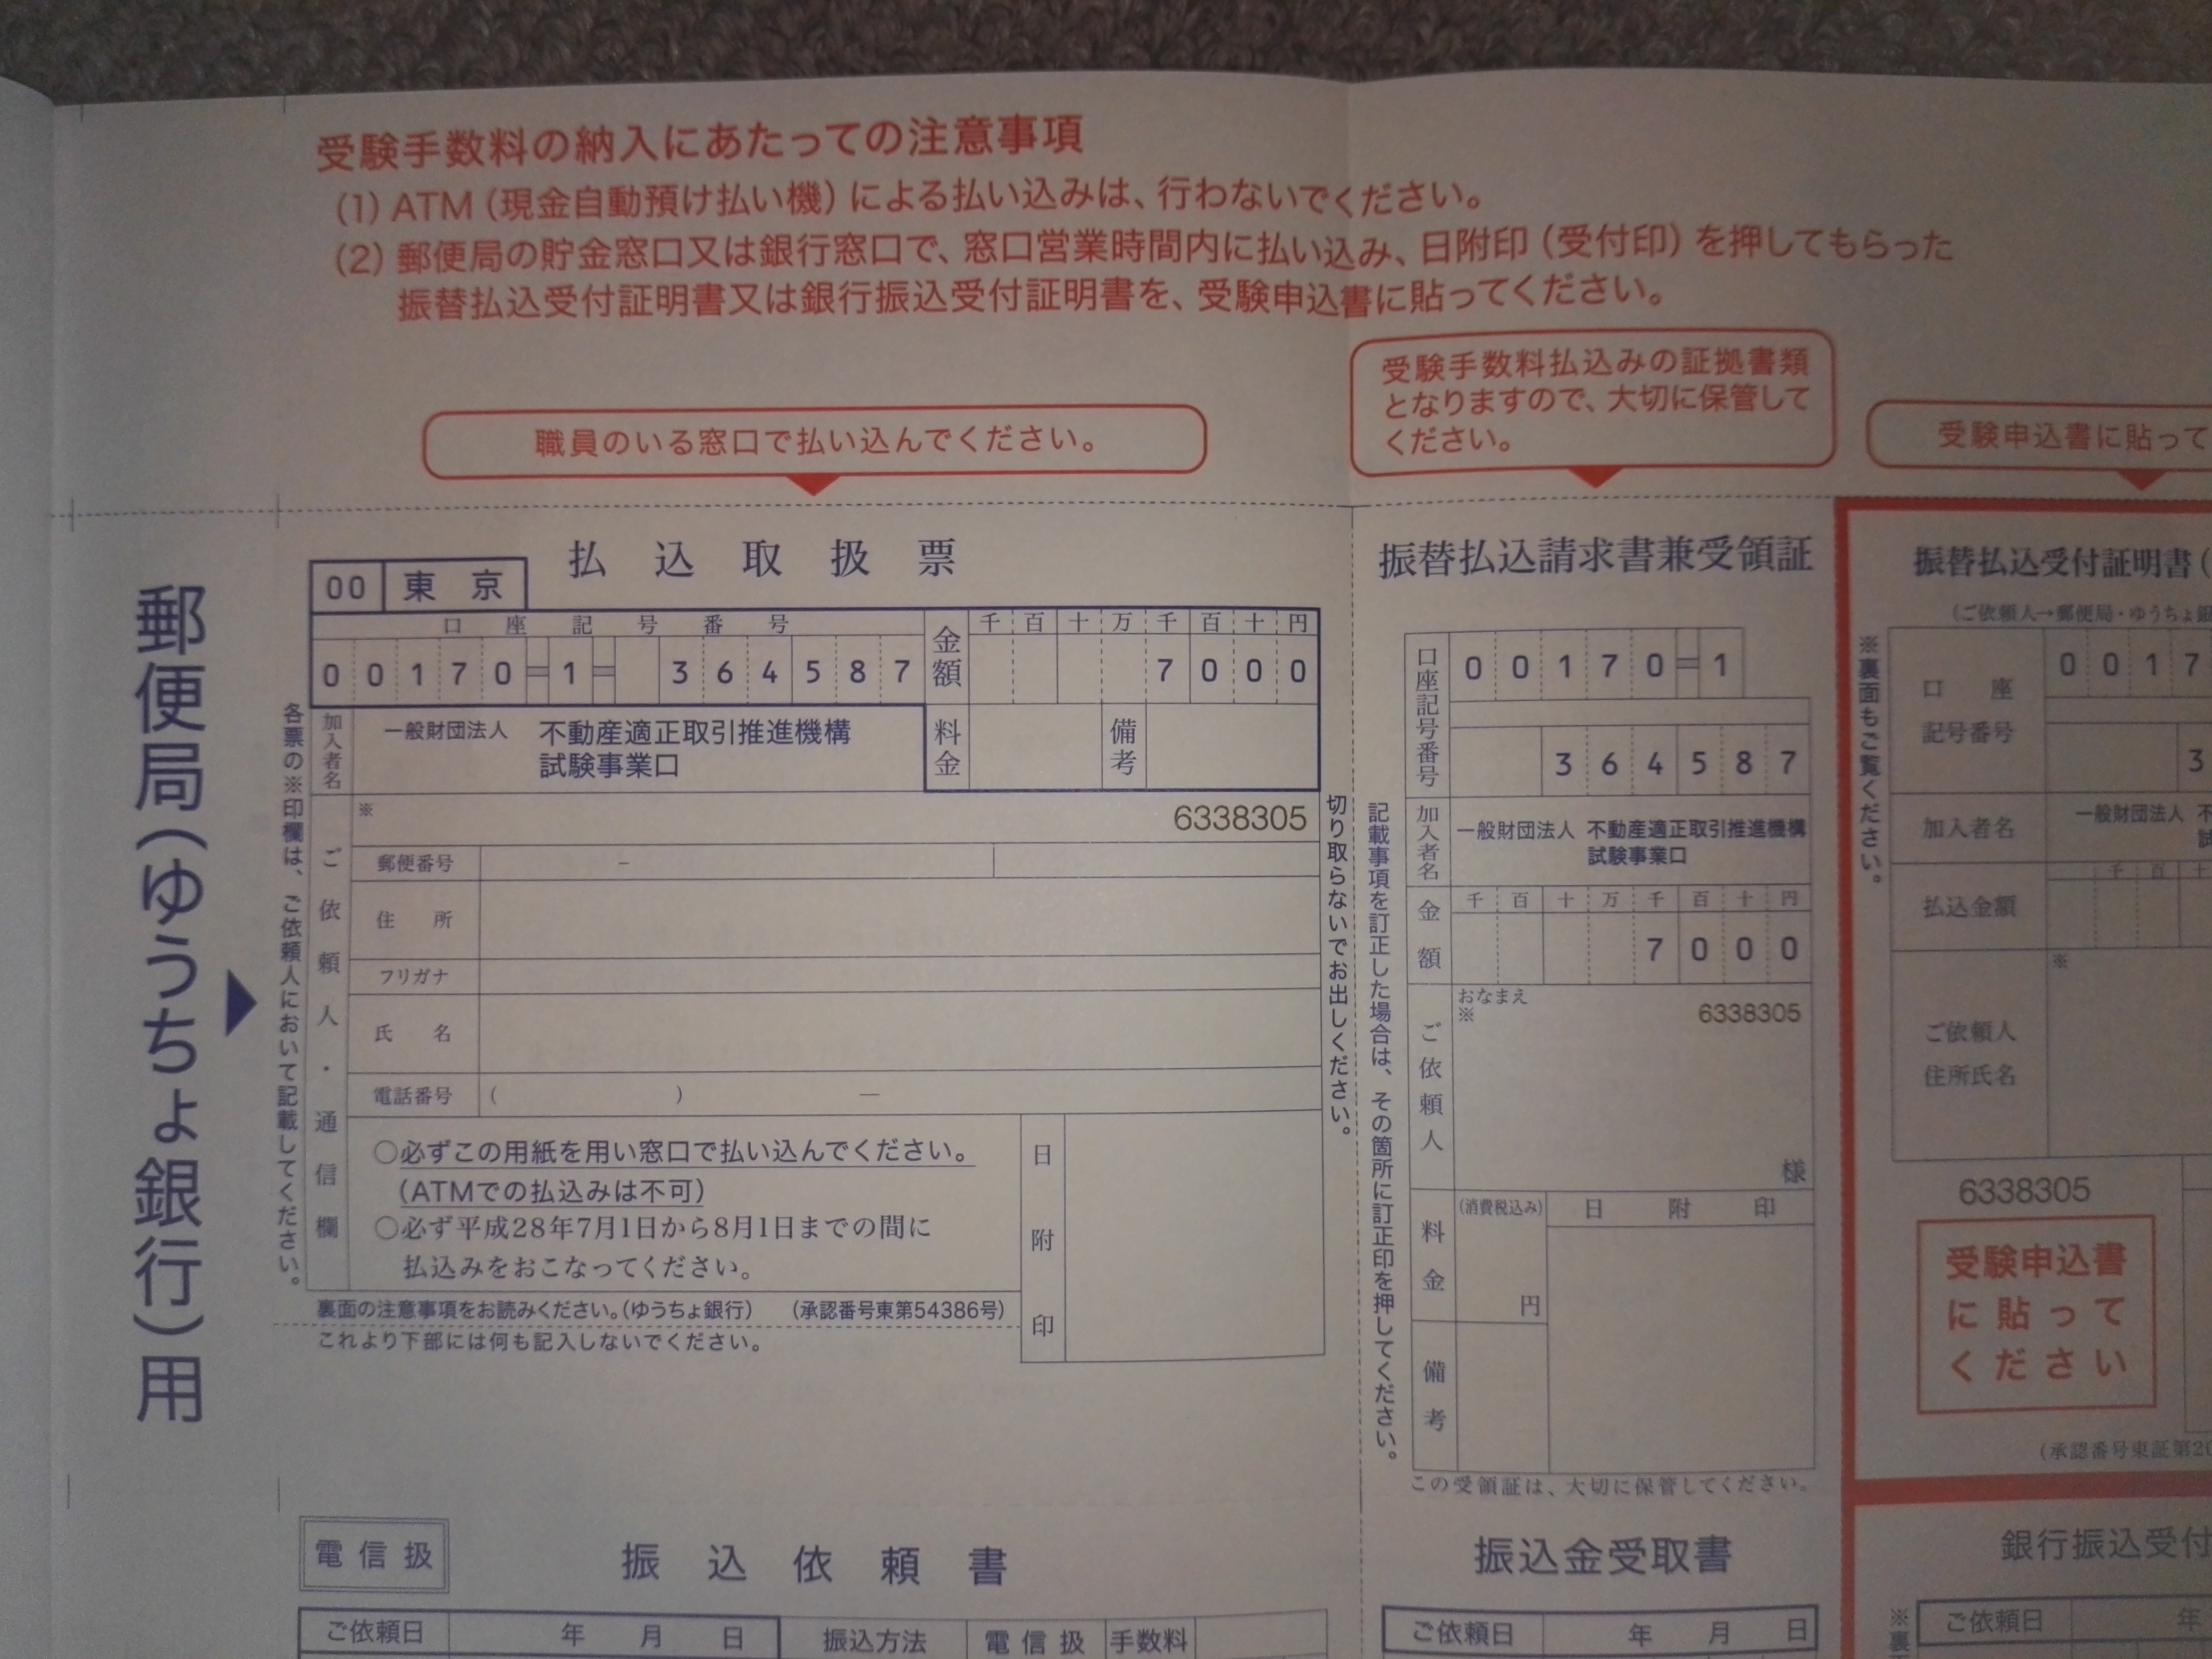 受験手数料の納入にあたっての注意事項
(1) ATM（現金自動預け払い機）による払い込みは、行わないでください。
(2) 郵便局の貯金窓口又は銀行窓口で、窓口営業時間内に払い込み、日附印（受付印）を押してもらった
振替払込受付証明書又は銀行振込受付証明書を、受験申込書に貼ってください。
職員のいる窓口で払い込んでください。
受験手数料払込みの証拠書類
となりますので、大切に保管して
ください。
受験申込書に貼って
郵便局（ゆうちょ銀行）用
各票の※印欄は、ご依頼人において記載してください。
払込取扱票
00 東京
口座記号番号
00170=1= 364587
金額
千百十万千百十円
7000
加入者名
一般財団法人 不動産適正取引推進機構
試験事業口
料金
備考
ご依頼人・通信欄
※
6338305
郵便番号 －
住所
フリガナ
氏名
電話番号 ( ) —
○必ずこの用紙を用い窓口で払い込んでください。
（ATMでの払込みは不可）
○必ず平成28年7月1日から8月1日までの間に
払込みをおこなってください。
日附印
裏面の注意事項をお読みください。（ゆうちょ銀行） （承認番号東第54386号）
これより下部には何も記入しないでください。
切り取らないでお出しください。
記載事項を訂正した場合は、その箇所に訂正印を押してください。
振替払込請求書兼受領証
口座記号番号
00170=1
364587
加入者名
一般財団法人 不動産適正取引推進機構
試験事業口
金額
千百十万千百十円
7000
ご依頼人
おなまえ
※
6338305
様
料金
(消費税込み)
円
日附印
備考
この受領証は、大切に保管してください。
※裏面もご覧ください。
振替払込受付証明書（
（ご依頼人→郵便局・ゆうちょ銀
口座
記号番号
0017
3
加入者名
一般財団法人 不
試
払込金額
千百十
ご依頼人
住所氏名
※
6338305
受験申込書
に貼って
ください
（承認番号東証第20
電信扱
振込依頼書
ご依頼日 年 月 日 振込方法 電信扱 手数料
振込金受取書
ご依頼日 年 月 日
銀行振込受付
※裏
ご依頼日 年